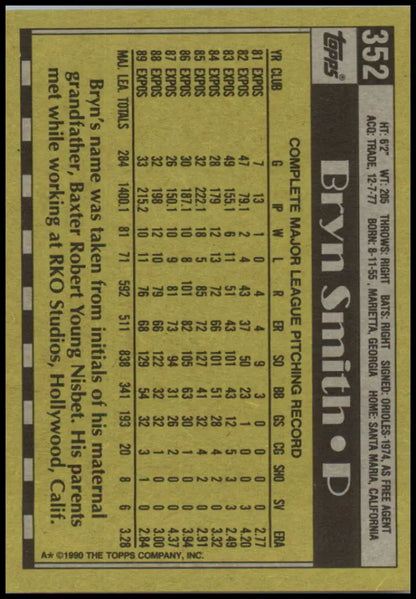 352
topps®
Bryn Smith • P
HT: 6'2" WT: 205 THROWS: RIGHT BATS: RIGHT SIGNED: ORIOLES-1974, AS FREE AGENT
ACQ: TRADE, 12-7-77 BORN: 8-11-55, MARIETTA, GEORGIA HOME: SANTA MARIA, CALIFORNIA
COMPLETE MAJOR LEAGUE PITCHING RECORD
YR CLUB G IP W L R ER SO BB GS CG SHO SV ERA
81 EXPOS 7 13 1 0 4 4 9 3 0 0 0 0 2.77
82 EXPOS 47 79.1 2 4 43 37 50 23 1 0 0 3 4.20
83 EXPOS 49 155.1 6 11 51 43 101 43 12 5 3 3 2.49
84 EXPOS 28 179 12 13 72 66 101 51 28 4 2 0 3.32
85 EXPOS 32 222.1 18 5 85 72 127 41 32 4 2 0 2.91
86 EXPOS 30 187.1 10 8 101 82 105 63 30 1 0 0 3.94
87 EXPOS 26 150.1 10 9 81 73 94 31 26 2 0 0 4.37
88 EXPOS 32 198 12 10 79 66 122 32 32 1 0 0 3.00
89 EXPOS 33 215.2 10 11 76 68 129 54 32 3 1 0 2.84
MAJ. LEA. TOTALS 284 1400.1 81 71 592 511 838 341 193 20 8 6 3.28
Bryn's name was taken from initials of his maternal
grandfather, Baxter Robert Young Nisbet. His parents
met while working at RKO Studios, Hollywood, Calif.
A* ©1990 THE TOPPS COMPANY, INC.